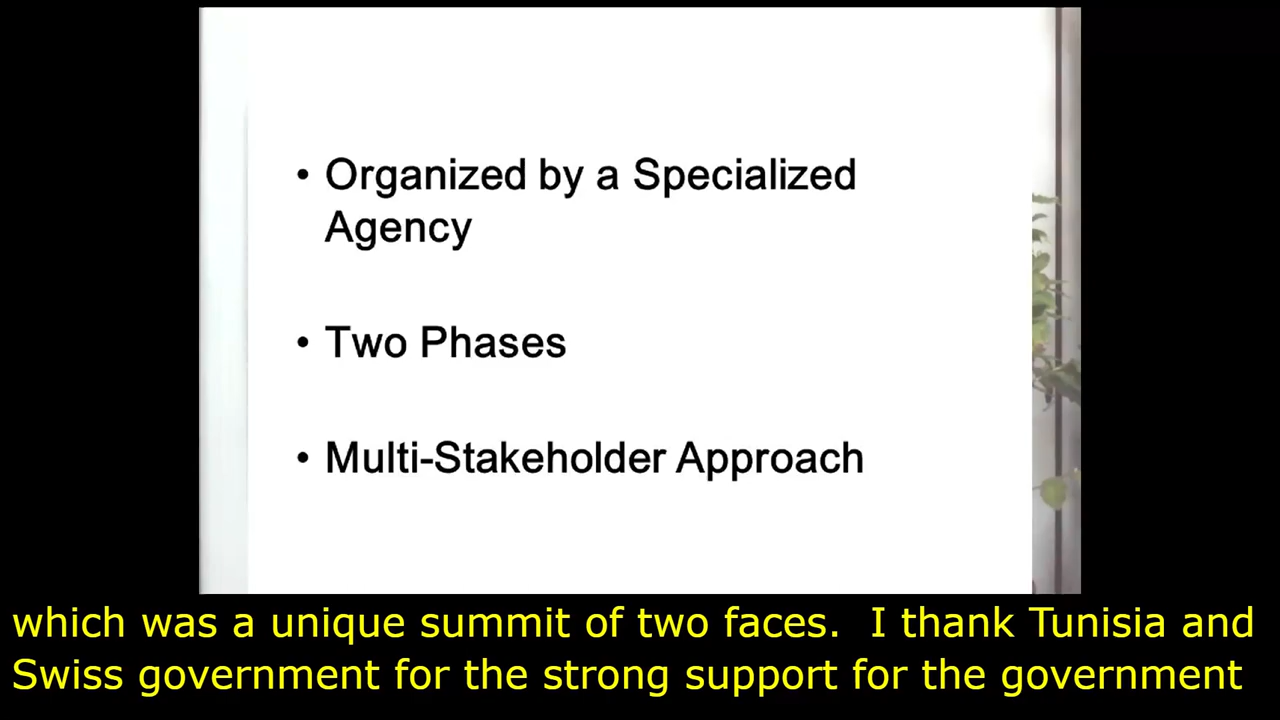 • Organized by a Specialized
Agency
• Two Phases
• Multi-Stakeholder Approach
which was a unique summit of two faces.  I thank Tunisia and
Swiss government for the strong support for the government